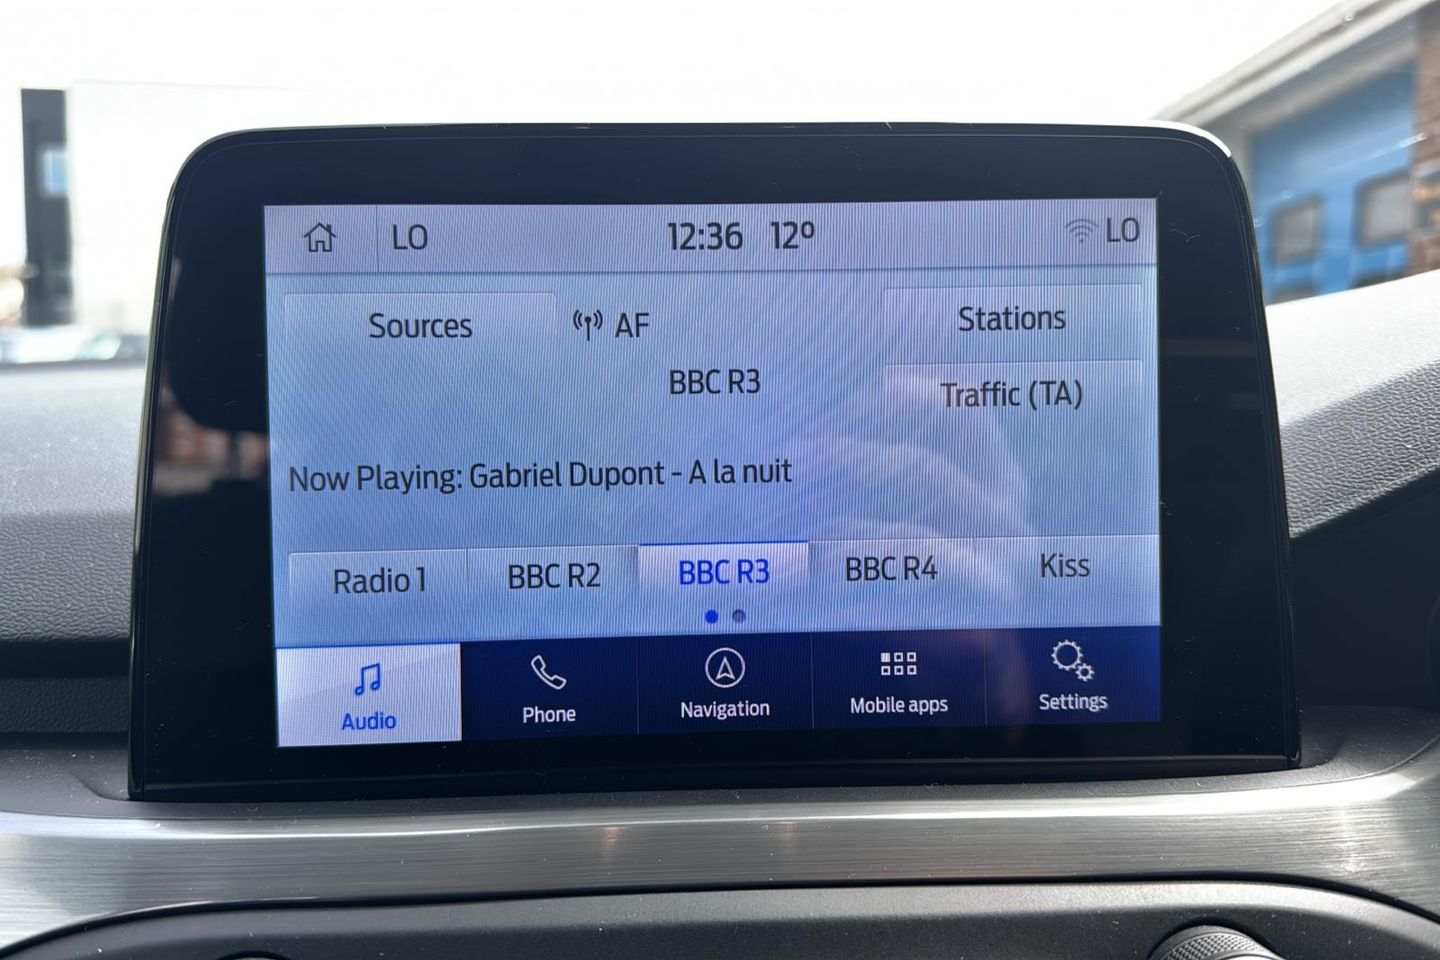 LO 12:36 12° LO
Sources AF Stations
BBC R3
Traffic (TA)
Now Playing: Gabriel Dupont - A la nuit
Radio 1 BBC R2 BBC R3 BBC R4 Kiss
Audio Phone Navigation Mobile apps Settings